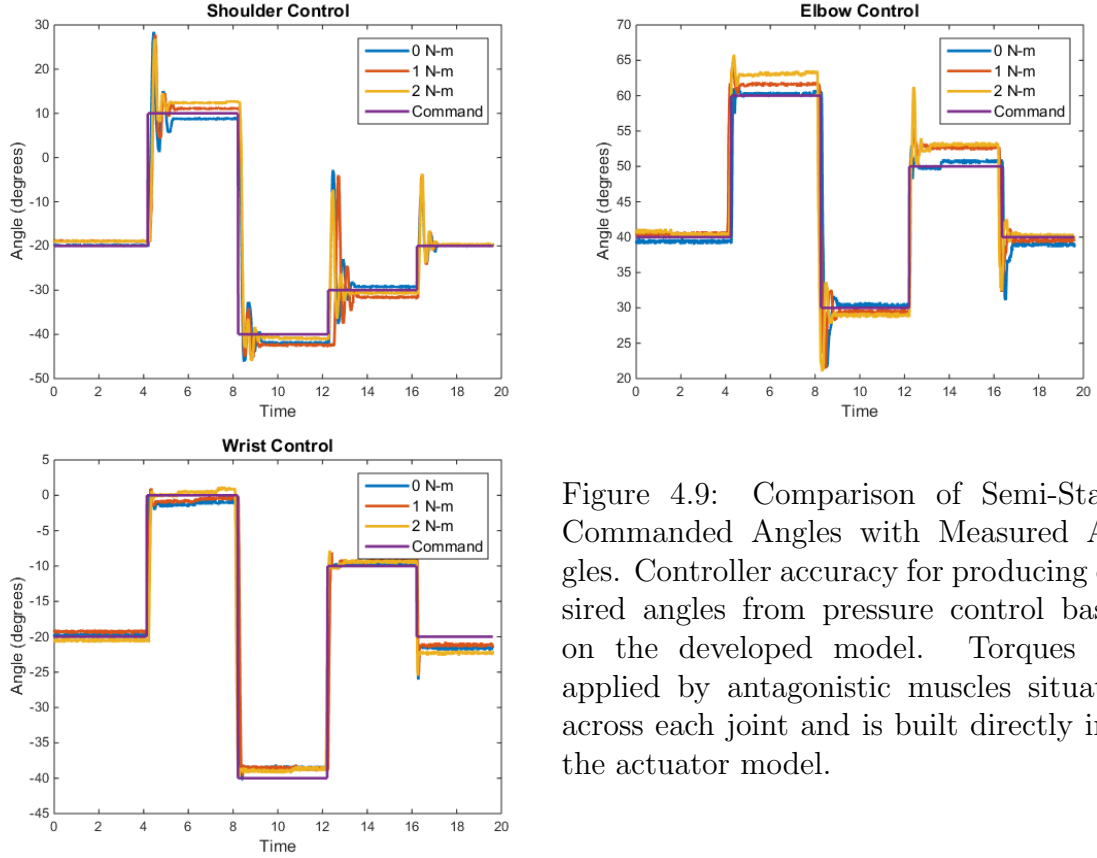 Shoulder Control
30
20
10
0
-10
-20
-30
-40
-50
0 2 4 6 8 10 12 14 16 18 20
Angle (degrees)
Time
0 N-m
1 N-m
2 N-m
Command
Elbow Control
70
65
60
55
50
45
40
35
30
25
20
0 2 4 6 8 10 12 14 16 18 20
Angle (degrees)
Time
0 N-m
1 N-m
2 N-m
Command
Wrist Control
5
0
-5
-10
-15
-20
-25
-30
-35
-40
-45
0 2 4 6 8 10 12 14 16 18 20
Angle (degrees)
Time
0 N-m
1 N-m
2 N-m
Command
Figure 4.9: Comparison of Semi-Sta
Commanded Angles with Measured A
gles. Controller accuracy for producing
sired angles from pressure control bas
on the developed model. Torques
applied by antagonistic muscles situat
across each joint and is built directly in
the actuator model.